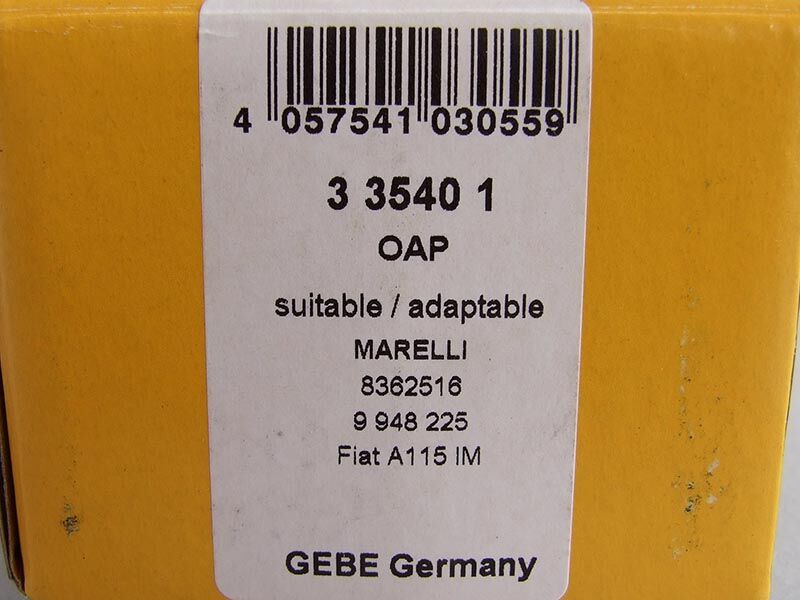 4 057541 030559
3 3540 1
OAP
suitable / adaptable
MARELLI
8362516
9 948 225
Fiat A115 IM
GEBE Germany